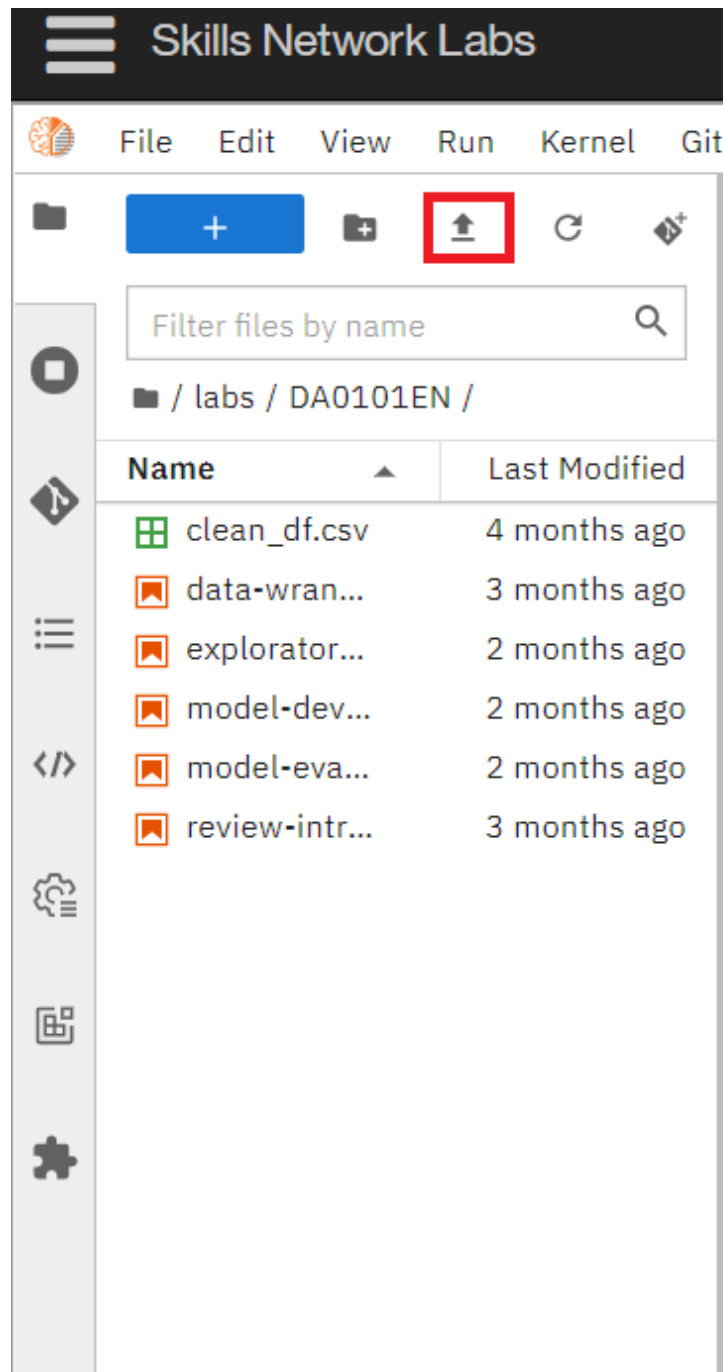 Skills Network Labs
File Edit View Run Kernel Git
+
Filter files by name
/ labs / DA0101EN /
Name Last Modified
clean_df.csv 4 months ago
data-wran... 3 months ago
explorator... 2 months ago
model-dev... 2 months ago
model-eva... 2 months ago
review-intr... 3 months ago